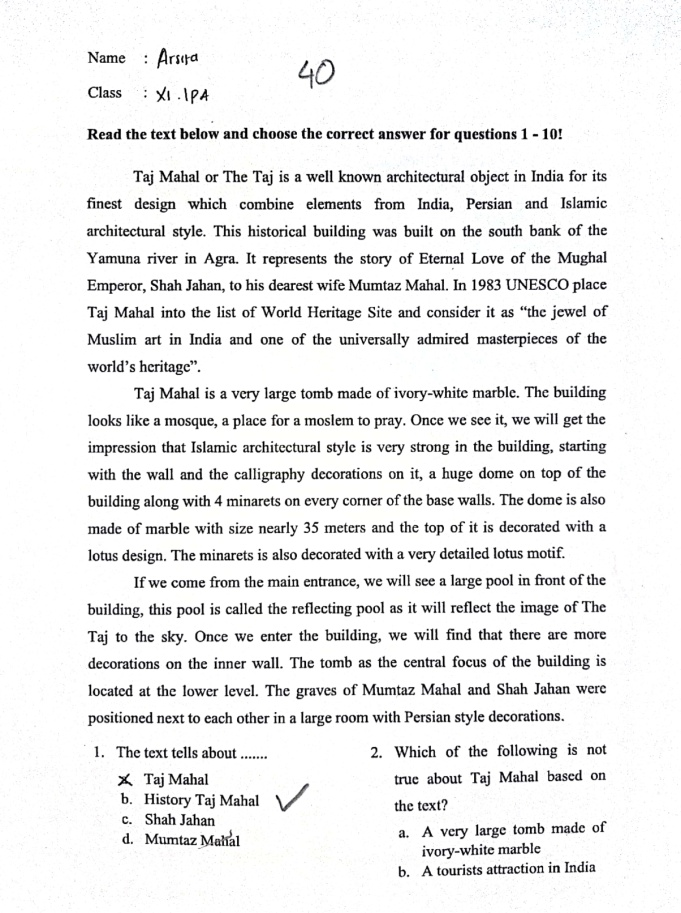 Name : Arsita
Class : XI .IPA
40
Read the text below and choose the correct answer for questions 1 - 10!
Taj Mahal or The Taj is a well known architectural object in India for its
finest design which combine elements from India, Persian and Islamic
architectural style. This historical building was built on the south bank of the
Yamuna river in Agra. It represents the story of Eternal Love of the Mughal
Emperor, Shah Jahan, to his dearest wife Mumtaz Mahal. In 1983 UNESCO place
Taj Mahal into the list of World Heritage Site and consider it as “the jewel of
Muslim art in India and one of the universally admired masterpieces of the
world’s heritage”.
Taj Mahal is a very large tomb made of ivory-white marble. The building
looks like a mosque, a place for a moslem to pray. Once we see it, we will get the
impression that Islamic architectural style is very strong in the building, starting
with the wall and the calligraphy decorations on it, a huge dome on top of the
building along with 4 minarets on every corner of the base walls. The dome is also
made of marble with size nearly 35 meters and the top of it is decorated with a
lotus design. The minarets is also decorated with a very detailed lotus motif.
If we come from the main entrance, we will see a large pool in front of the
building, this pool is called the reflecting pool as it will reflect the image of The
Taj to the sky. Once we enter the building, we will find that there are more
decorations on the inner wall. The tomb as the central focus of the building is
located at the lower level. The graves of Mumtaz Mahal and Shah Jahan were
positioned next to each other in a large room with Persian style decorations.
1. The text tells about .......
a. Taj Mahal
b. History Taj Mahal
c. Shah Jahan
d. Mumtaz Mahal
2. Which of the following is not
true about Taj Mahal based on
the text?
a. A very large tomb made of
ivory-white marble
b. A tourists attraction in India